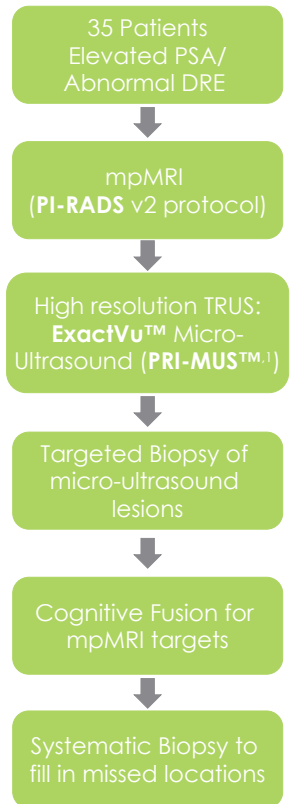 35 Patients
Elevated PSA/
Abnormal DRE
mpMRI
(PI-RADS v2 protocol)
High resolution TRUS:
ExactVu™ Micro-
Ultrasound (PRI-MUS™,1)
Targeted Biopsy of
micro-ultrasound
lesions
Cognitive Fusion for
mpMRI targets
Systematic Biopsy to
fill in missed locations